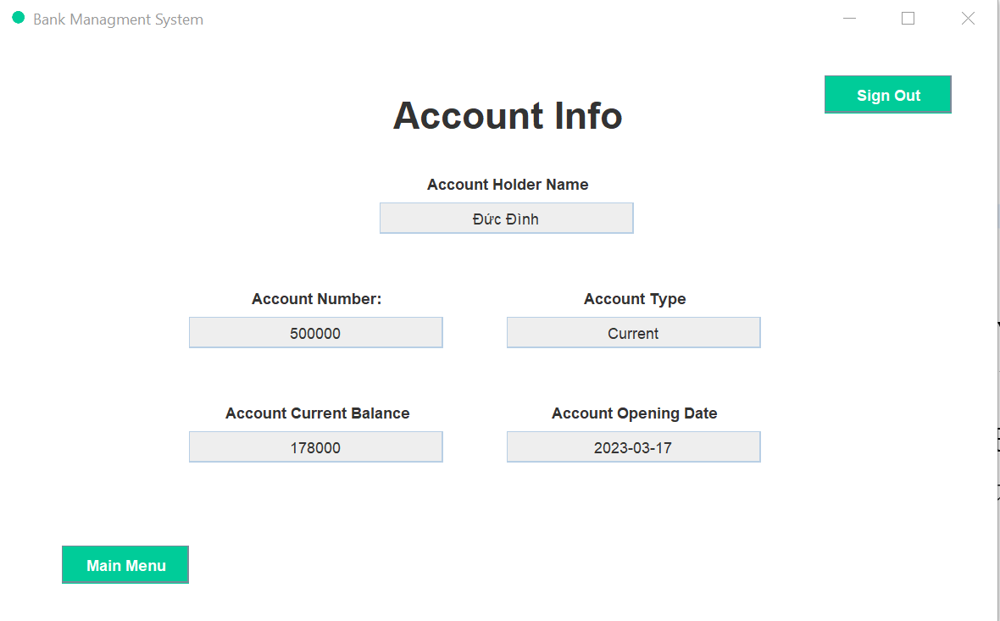 Bank Managment System
Sign Out
Account Info
Account Holder Name
Đức Đình
Account Number:
Account Type
500000
Current
Account Current Balance
Account Opening Date
178000
2023-03-17
Main Menu